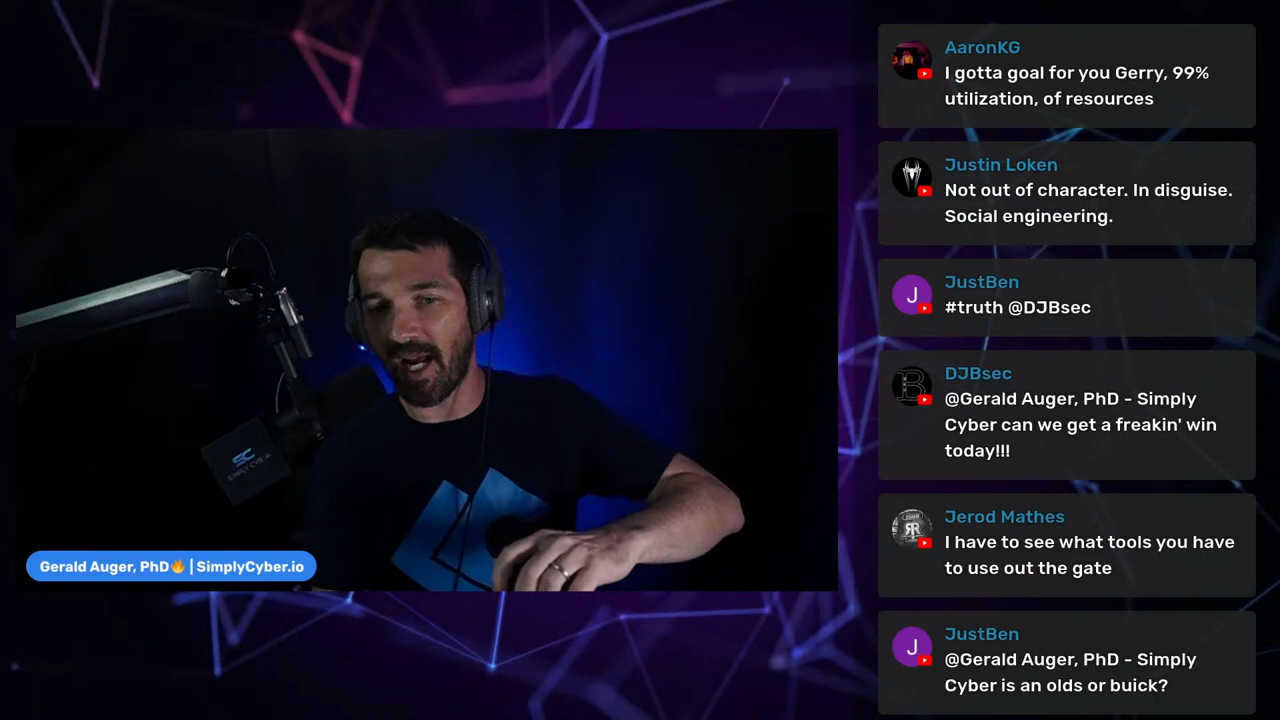 AaronKG
I gotta goal for you Gerry, 99%
utilization, of resources
Justin Loken
Not out of character. In disguise.
Social engineering.
J
JustBen
#truth @DJBsec
B
DJBsec
@Gerald Auger, PhD - Simply
Cyber can we get a freakin' win
today!!!
Jerod Mathes
I have to see what tools you have
to use out the gate
J
JustBen
@Gerald Auger, PhD - Simply
Cyber is an olds or buick?
SC
SIMPLY CYBER
Gerald Auger, PhD🔥 | SimplyCyber.io